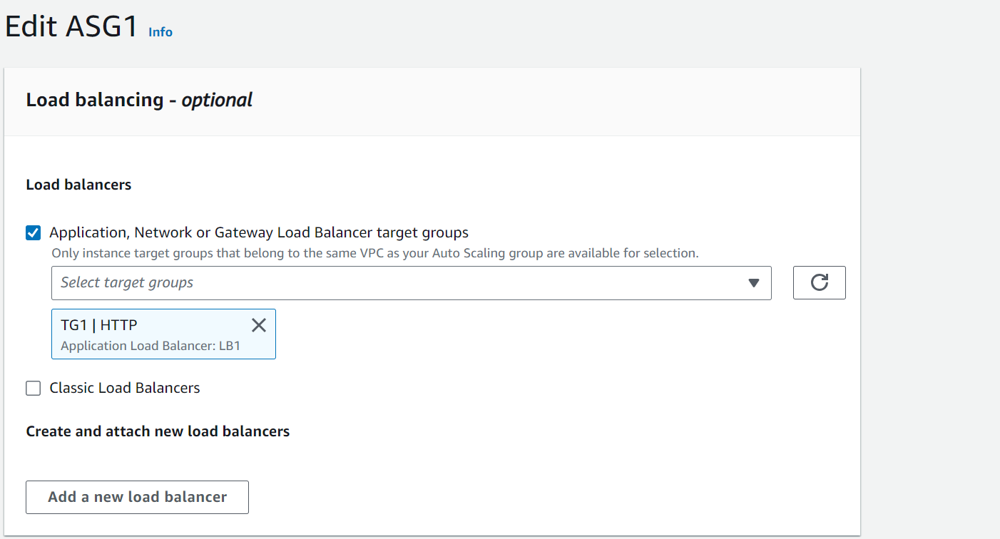 Edit ASG1 Info
Load balancing - optional
Load balancers
Application, Network or Gateway Load Balancer target groups
Only instance target groups that belong to the same VPC as your Auto Scaling group are available for selection.
Select target groups
TG1 | HTTP
Application Load Balancer: LB1
Classic Load Balancers
Create and attach new load balancers
Add a new load balancer